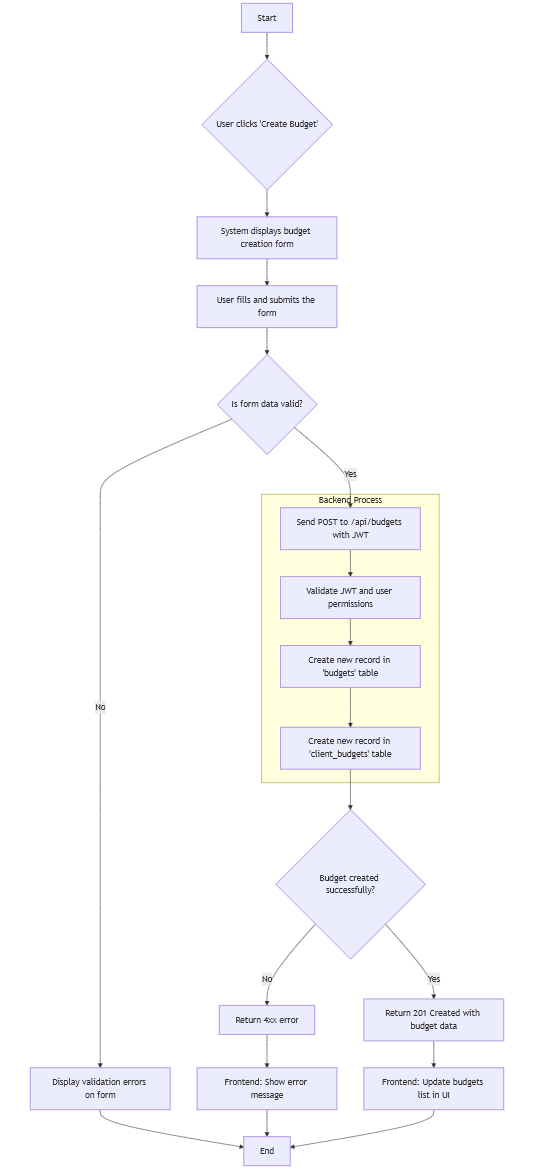 Start
User clicks 'Create Budget'
System displays budget
creation form
User fills and submits the
form
Is form data valid?
Yes
Backend Process
Send POST to /api/budgets
with JWT
Validate JWT and user
permissions
Create new record in
'budgets' table
No
Create new record in
'client_budgets' table
Budget created
successfully?
No
Yes
Return 4xx error
Return 201 Created with
budget data
Display validation errors
on form
Frontend: Show error
message
Frontend: Update budgets
list in UI
End